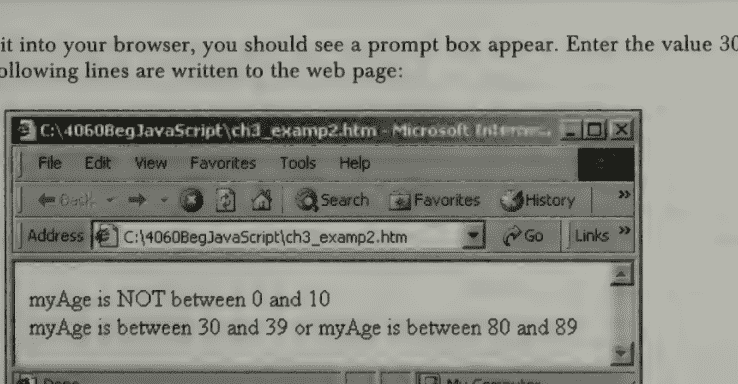 it into your browser, you should see a prompt box appear. Enter the value 30
ollowing lines are written to the web page:
C:\4060BegJavaScript\ch3_examp2.htm - Microsoft Interne...
File Edit View Favorites Tools Help
Back Search Favorites History »
Address C:\4060BegJavaScript\ch3_examp2.htm Go Links »
myAge is NOT between 0 and 10
myAge is between 30 and 39 or myAge is between 80 and 89
Done My Computer